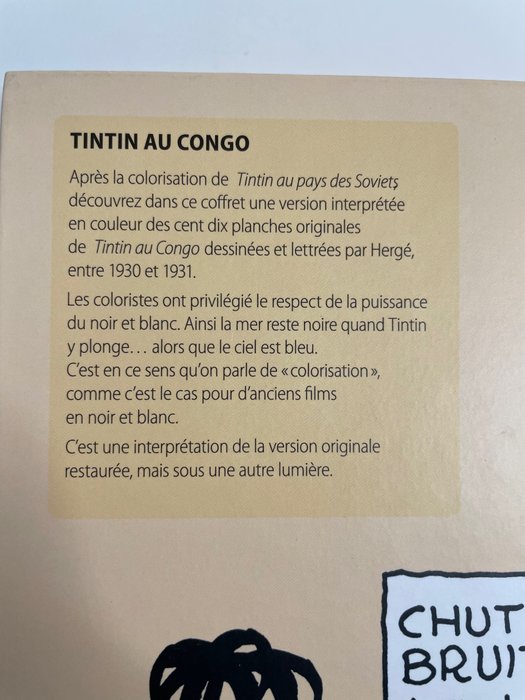 TINTIN AU CONGO
Après la colorisation de Tintin au pays des Soviets
découvrez dans ce coffret une version interprétée
en couleur des cent dix planches originales
de Tintin au Congo dessinées et lettrées par Hergé,
entre 1930 et 1931.
Les coloristes ont privilégié le respect de la puissance
du noir et blanc. Ainsi la mer reste noire quand Tintin
y plonge… alors que le ciel est bleu.
C'est en ce sens qu'on parle de «colorisation»,
comme c'est le cas pour d'anciens films
en noir et blanc.
C'est une interprétation de la version originale
restaurée, mais sous une autre lumière.
CHUT
BRUIT